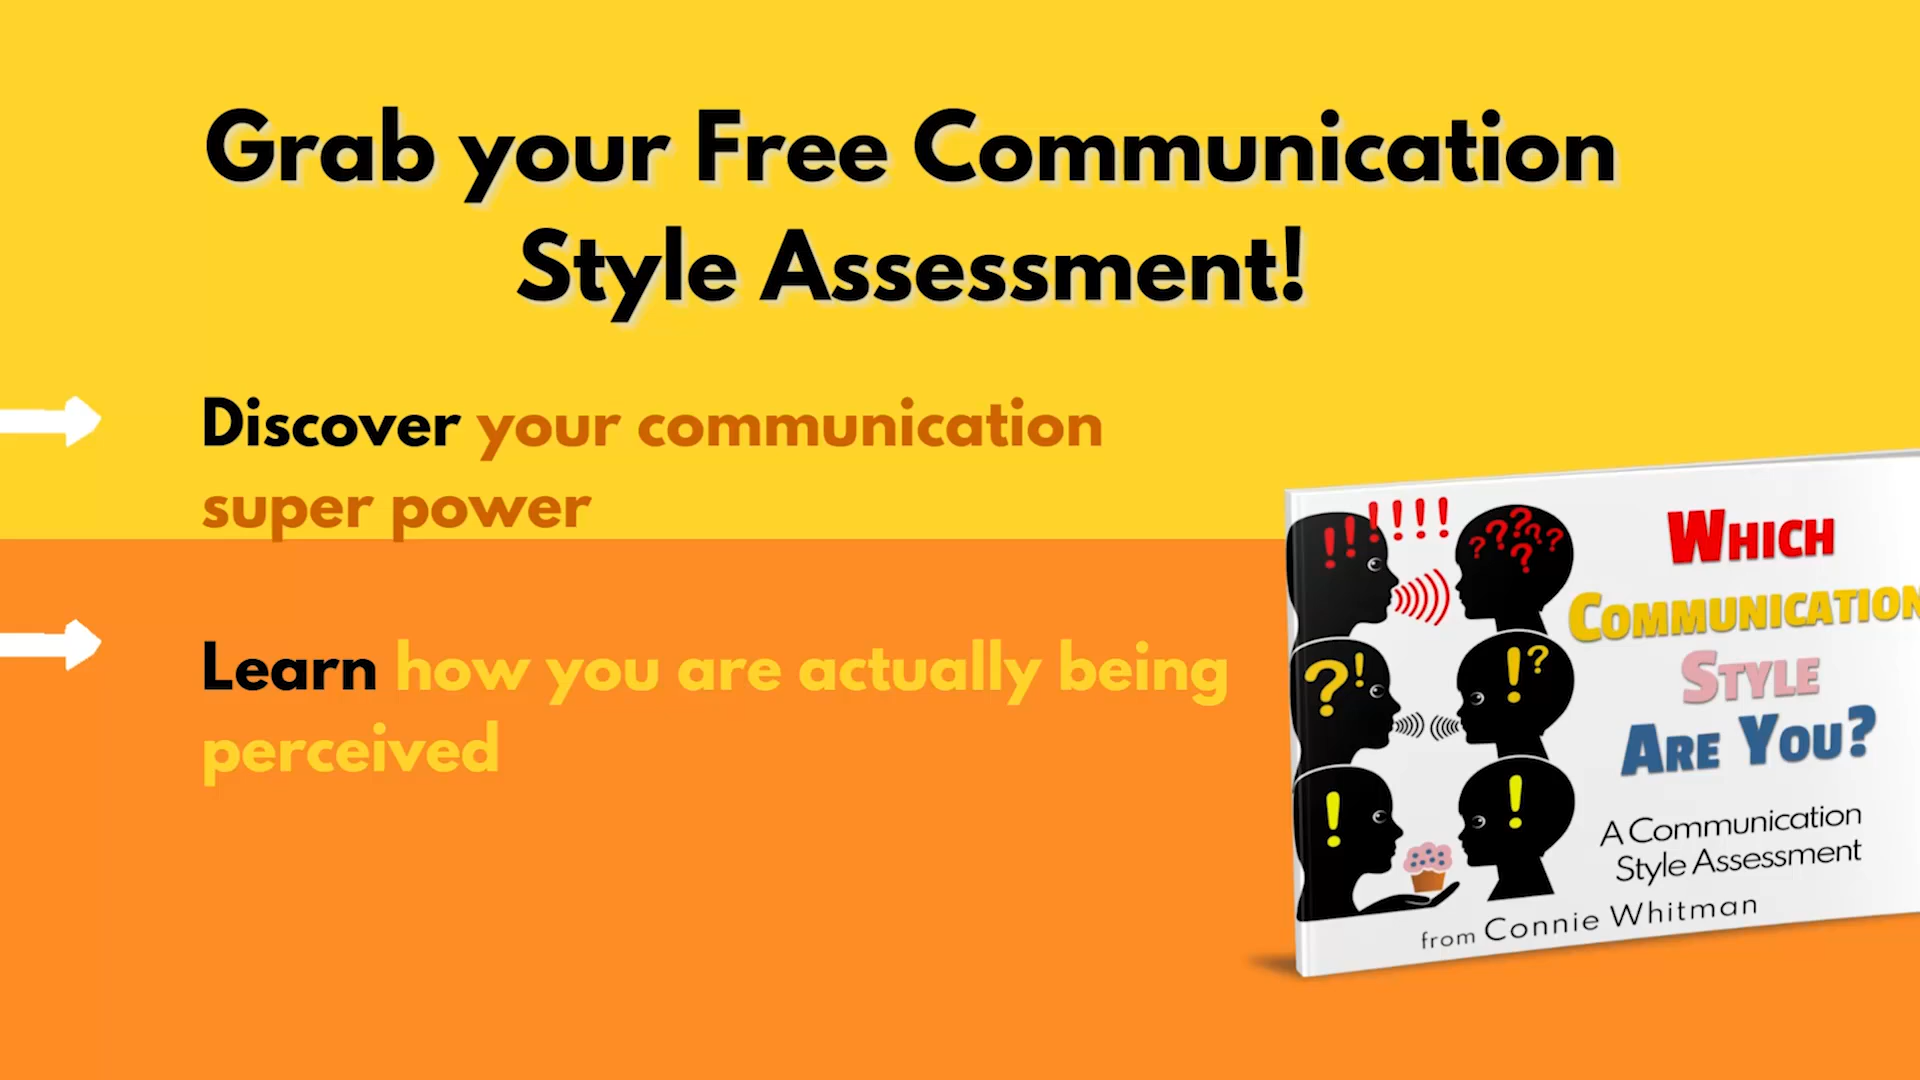 Grab your Free Communication
Style Assessment!
Discover your communication
super power
Learn how you are actually being
perceived
!!!!!!
??????
WHICH
COMMUNICATION
STYLE
ARE YOU?
?!
!?
!
!
A Communication
Style Assessment
from Connie Whitman